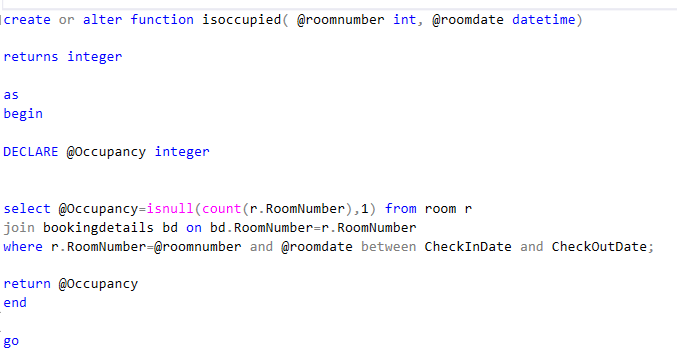 create or alter function isoccupied( @roomnumber int, @roomdate datetime)
returns integer
as
begin
DECLARE @Occupancy integer
select @Occupancy=isnull(count(r.RoomNumber),1) from room r
join bookingdetails bd on bd.RoomNumber=r.RoomNumber
where r.RoomNumber=@roomnumber and @roomdate between CheckInDate and CheckOutDate;
return @Occupancy
end
go